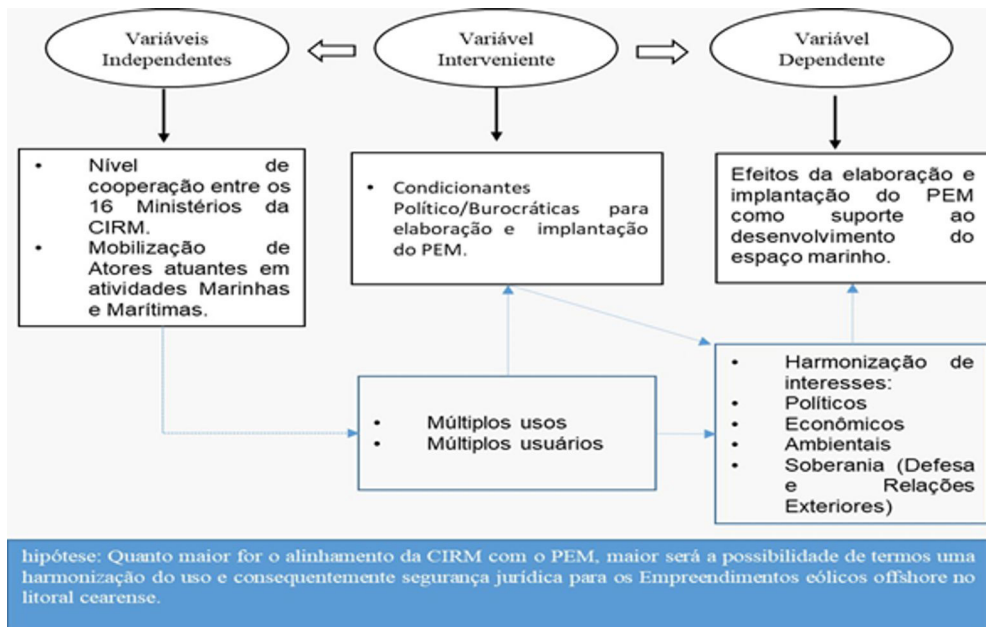 Variáveis
Independentes
Variável
Interveniente
Variável
Dependente
• Nível de
cooperação entre os
16 Ministérios da
CIRM.
• Mobilização de
Atores atuantes em
atividades Marinhas
e Marítimas.
• Condicionantes
Político/Burocráticas para
elaboração e implantação
do PEM.
Efeitos da elaboração e
implantação do PEM
como suporte ao
desenvolvimento do
espaço marinho.
• Múltiplos usos
• Múltiplos usuários
• Harmonização de
interesses:
• Políticos
• Econômicos
• Ambientais
• Soberania (Defesa
e Relações
Exteriores)
hipótese: Quanto maior for o alinhamento da CIRM com o PEM, maior será a possibilidade de termos uma
harmonização do uso e consequentemente segurança jurídica para os Empreendimentos eólicos offshore no
litoral cearense.